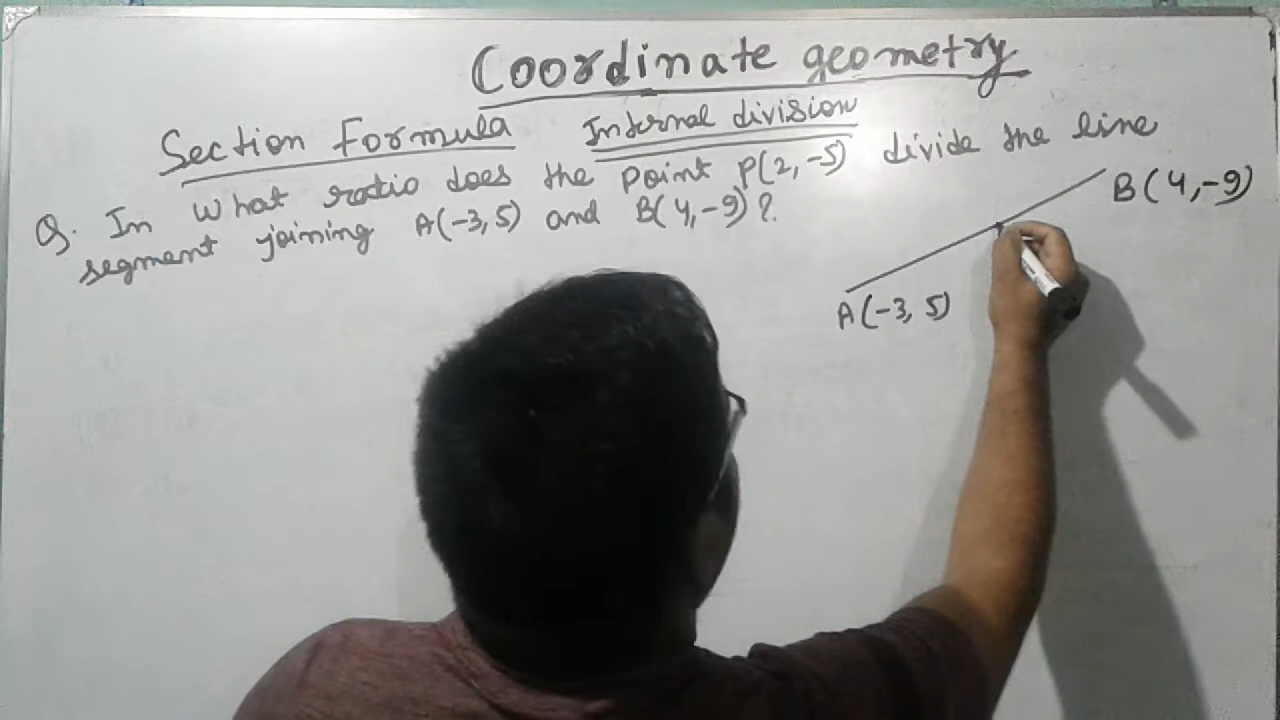 Coordinate geometry
Section Formula Internal division
Q. In What ratio does the point P(2, -5) divide the line
segment joining A(-3, 5) and B(4, -9)?
B(4, -9)
A(-3, 5)